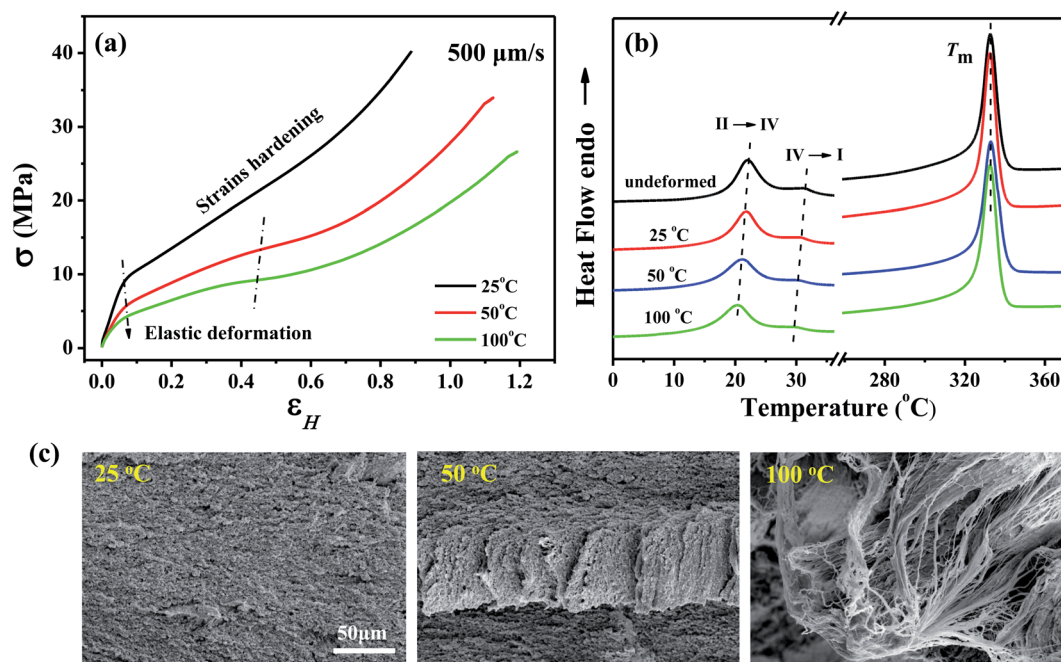 (a)
500 μm/s
σ (MPa)
40
30
20
10
0
Strains hardening
Elastic deformation
25°C
50°C
100°C
0.0 0.2 0.4 0.6 0.8 1.0 1.2
ε_H
(b)
Heat Flow endo
T_m
II → IV
IV → I
undeformed
25 °C
50 °C
100 °C
0 10 20 30 280 320 360
Temperature (°C)
(c)
25 °C
50 °C
100 °C
50μm